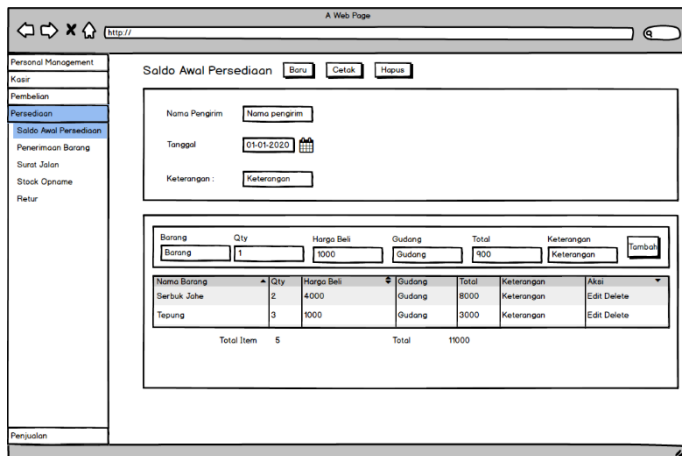 A Web Page
http://
Personal Management
Kasir
Pembelian
Persediaan
Saldo Awal Persediaan
Penerimaan Barang
Surat Jalan
Stock Opname
Retur
Penjualan
Saldo Awal Persediaan Baru Cetak Hapus
Nama Pengirim Nama pengirim
Tanggal 01-01-2020
Keterangan : Keterangan
Barang Qty Harga Beli Gudang Total Keterangan
Barang 1 1000 Gudang 900 Keterangan Tambah
Nama Barang Qty Harga Beli Gudang Total Keterangan Aksi
Serbuk Jahe 2 4000 Gudang 8000 Keterangan Edit Delete
Tepung 3 1000 Gudang 3000 Keterangan Edit Delete
Total Item 5 Total 11000